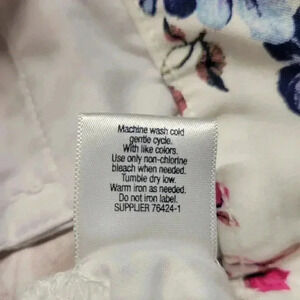 Machine wash cold
gentle cycle.
With like colors.
Use only non-chlorine
bleach when needed.
Tumble dry low.
Warm iron as needed.
Do not iron label.
SUPPLIER 76424-1